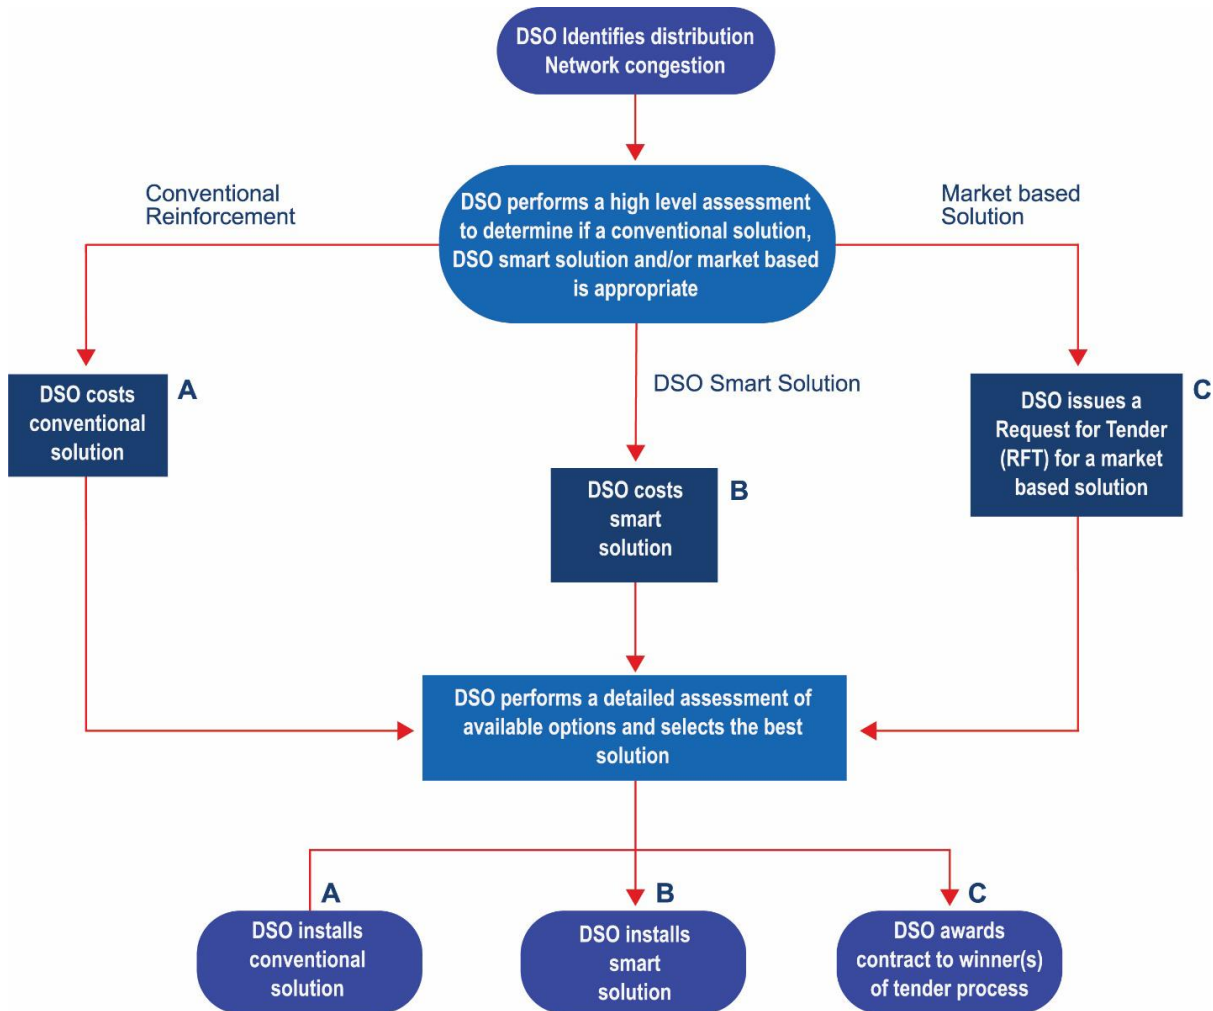 DSO Identifies distribution
Network congestion
Conventional
Reinforcement
DSO performs a high level assessment
to determine if a conventional solution,
DSO smart solution and/or market based
is appropriate
Market based
Solution
DSO costs
conventional
solution
A
DSO Smart Solution
DSO issues a
Request for Tender
(RFT) for a market
based solution
C
DSO costs
smart
solution
B
DSO performs a detailed assessment of
available options and selects the best
solution
A
B
C
DSO installs
conventional
solution
DSO installs
smart
solution
DSO awards
contract to winner(s)
of tender process